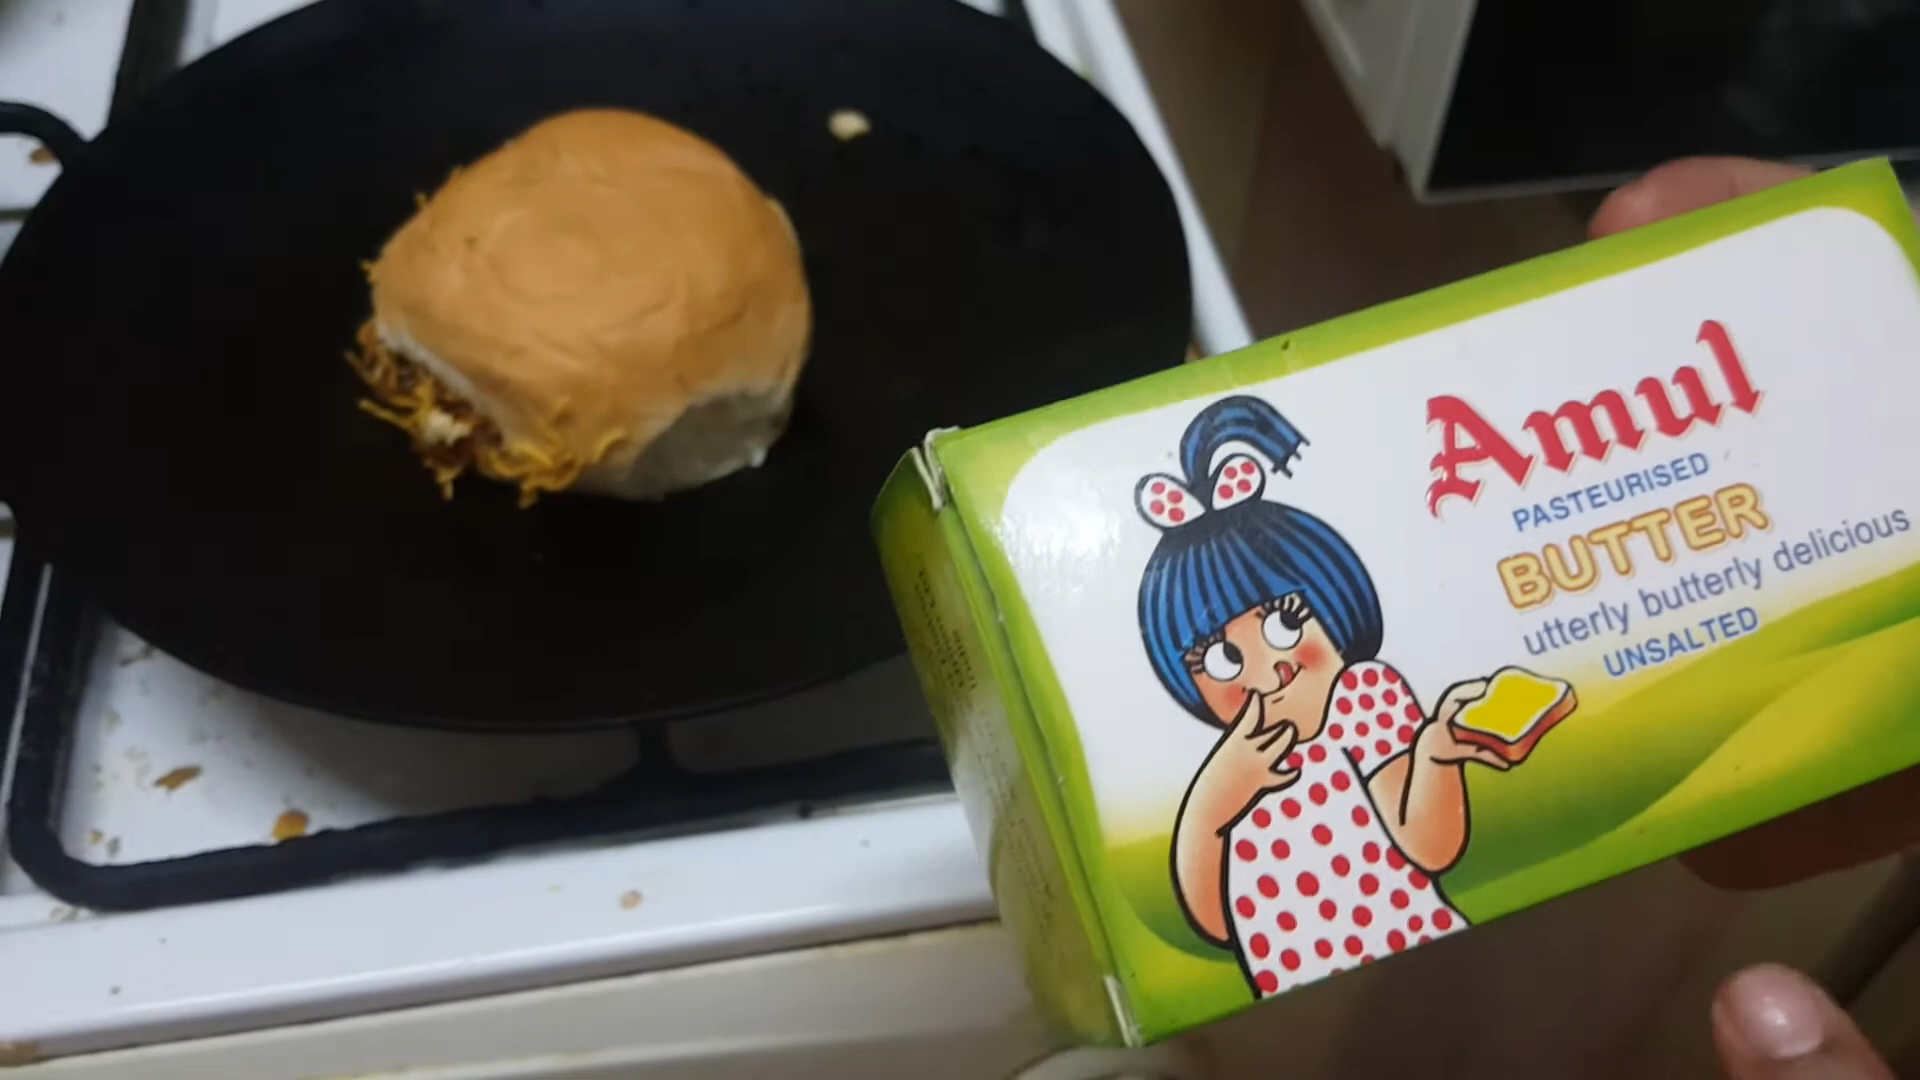 Amul
PASTEURISED
BUTTER
utterly butterly delicious
UNSALTED